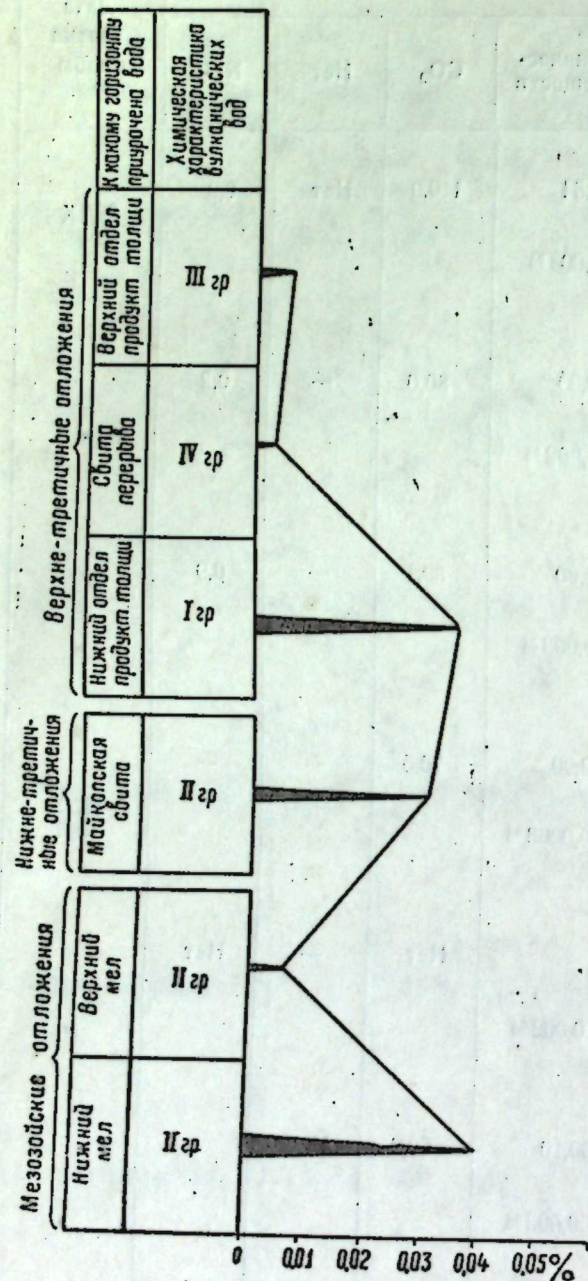 Мезозойские отложения
Нижне-третич-
ные отложения
Верхне-третичные отложения
Нижний
мел
Верхний
мел
Майкопская
свита
Нижний отдел
продукт. толщи
Свита
перерыва
Верхний отдел
продукт толщи
К какому горизонту
приурочена вода
II гр
II гр
II гр
I гр
IV гр
III гр
Химическая
характеристика
вулканических
вод
0
0,01
0,02
0,03
0,04
0,05%